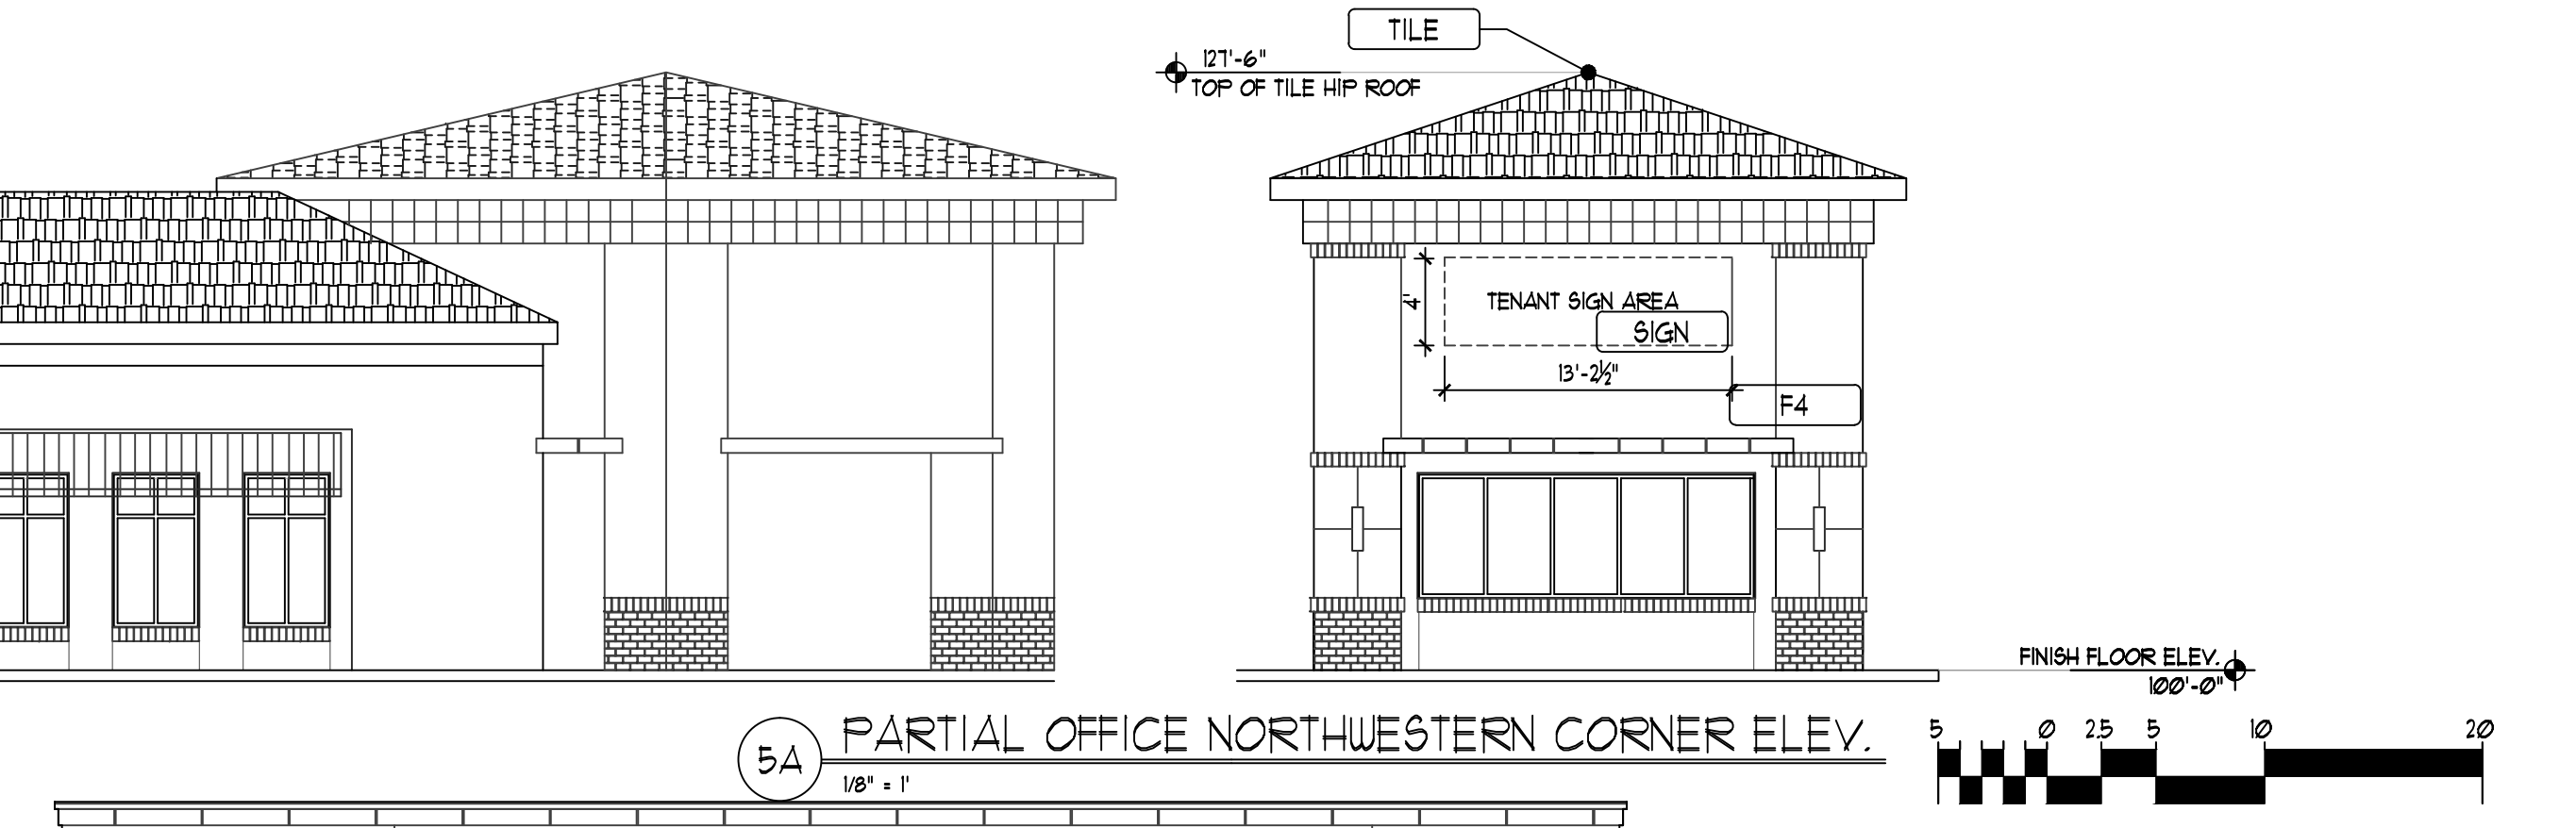 TILE
127'-6"
TOP OF TILE HIP ROOF
4'
TENANT SIGN AREA
SIGN
13'-2½"
F4
FINISH FLOOR ELEV.
100'-0"
5A
PARTIAL OFFICE NORTHWESTERN CORNER ELEV.
1/8" = 1'
5 0 2.5 5 10 20